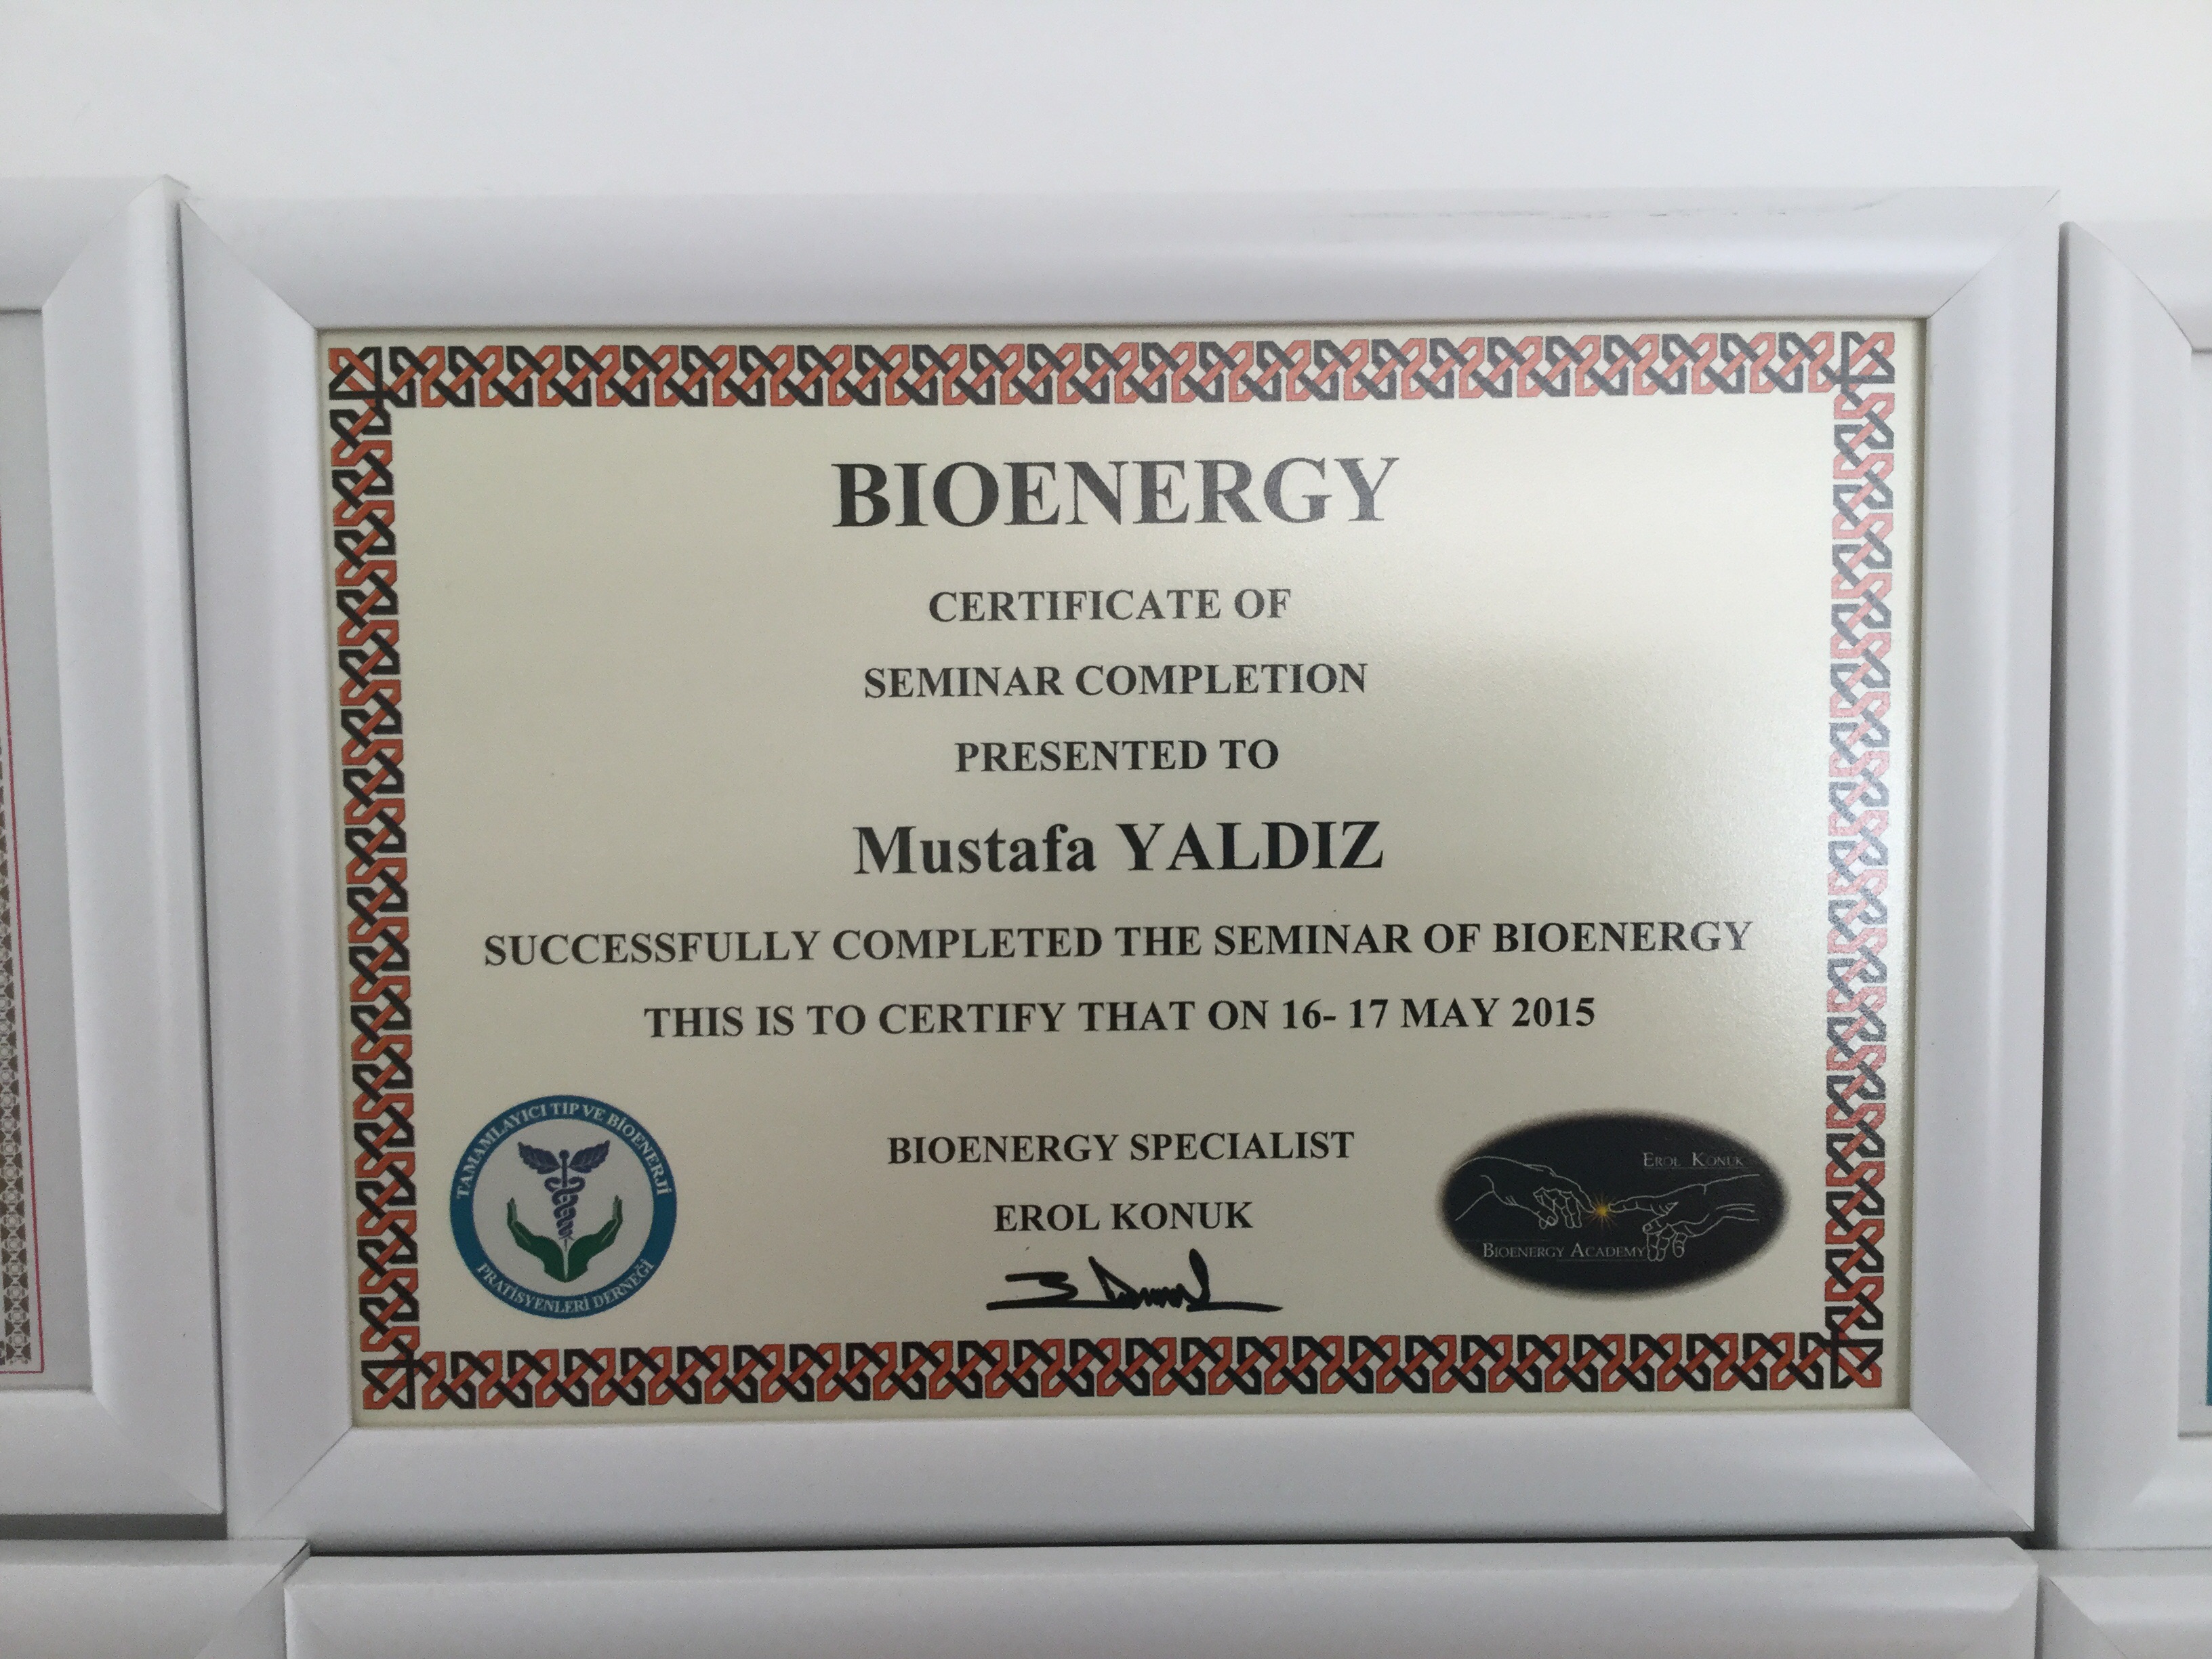 BIOENERGY
CERTIFICATE OF
SEMINAR COMPLETION
PRESENTED TO
Mustafa YALDIZ
SUCCESSFULLY COMPLETED THE SEMINAR OF BIOENERGY
THIS IS TO CERTIFY THAT ON 16- 17 MAY 2015
BIOENERGY SPECIALIST
EROL KONUK
TAMAMLAYICI TIP VE BİOENERJİ
PRATİSYENLERİ DERNEĞİ
EROL KONUK
BIOENERGY ACADEMY